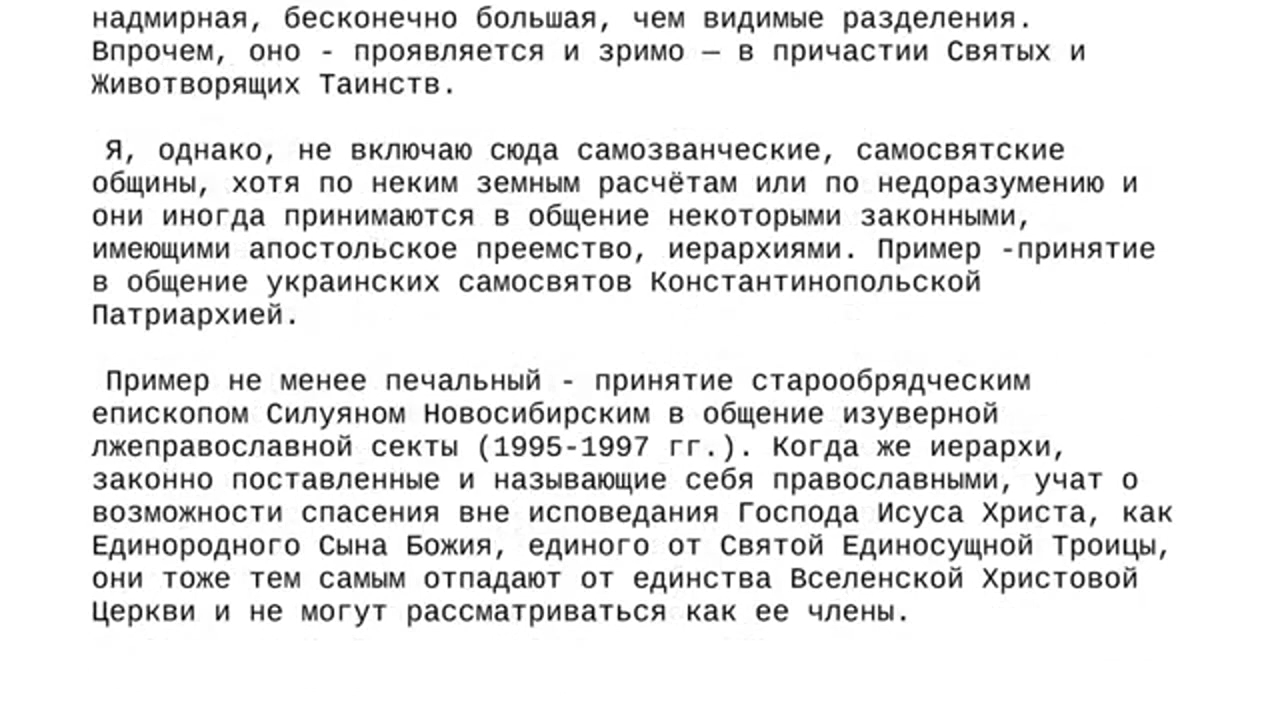 надмирная, бесконечно большая, чем видимые разделения.
Впрочем, оно - проявляется и зримо — в причастии Святых и
Животворящих Таинств.
Я, однако, не включаю сюда самозванческие, самосвятские
общины, хотя по неким земным расчётам или по недоразумению и
они иногда принимаются в общение некоторыми законными,
имеющими апостольское преемство, иерархиями. Пример -принятие
в общение украинских самосвятов Константинопольской
Патриархией.
Пример не менее печальный - принятие старообрядческим
епископом Силуяном Новосибирским в общение изуверной
лжеправославной секты (1995-1997 гг.). Когда же иерархи,
законно поставленные и называющие себя православными, учат о
возможности спасения вне исповедания Господа Исуса Христа, как
Единородного Сына Божия, единого от Святой Единосущной Троицы,
они тоже тем самым отпадают от единства Вселенской Христовой
Церкви и не могут рассматриваться как ее члены.